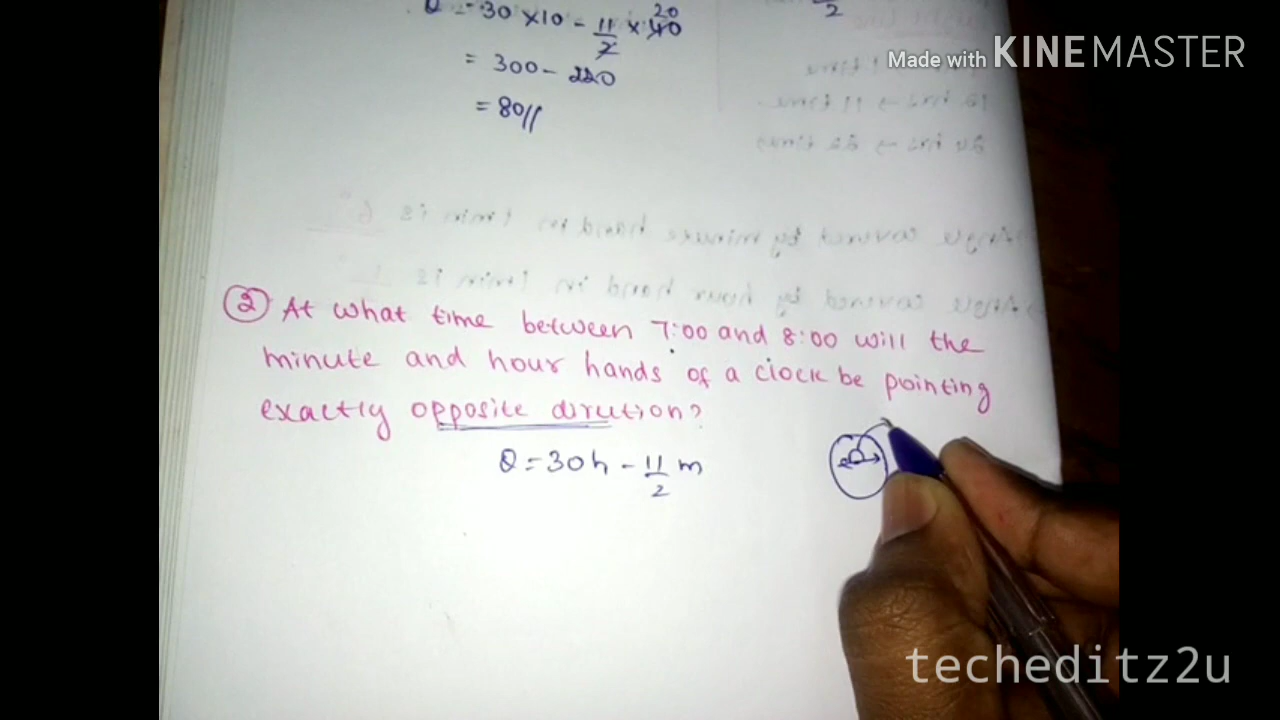 θ = 30 × 10 - 11/2 × 40 20
= 300 - 220
= 80//
2
Made with KINEMASTER
② At what time between 7:00 and 8:00 will the
minute and hour hands of a clock be pointing
exactly opposite dirution?
θ = 30h - 11/2 m
techeditz2u